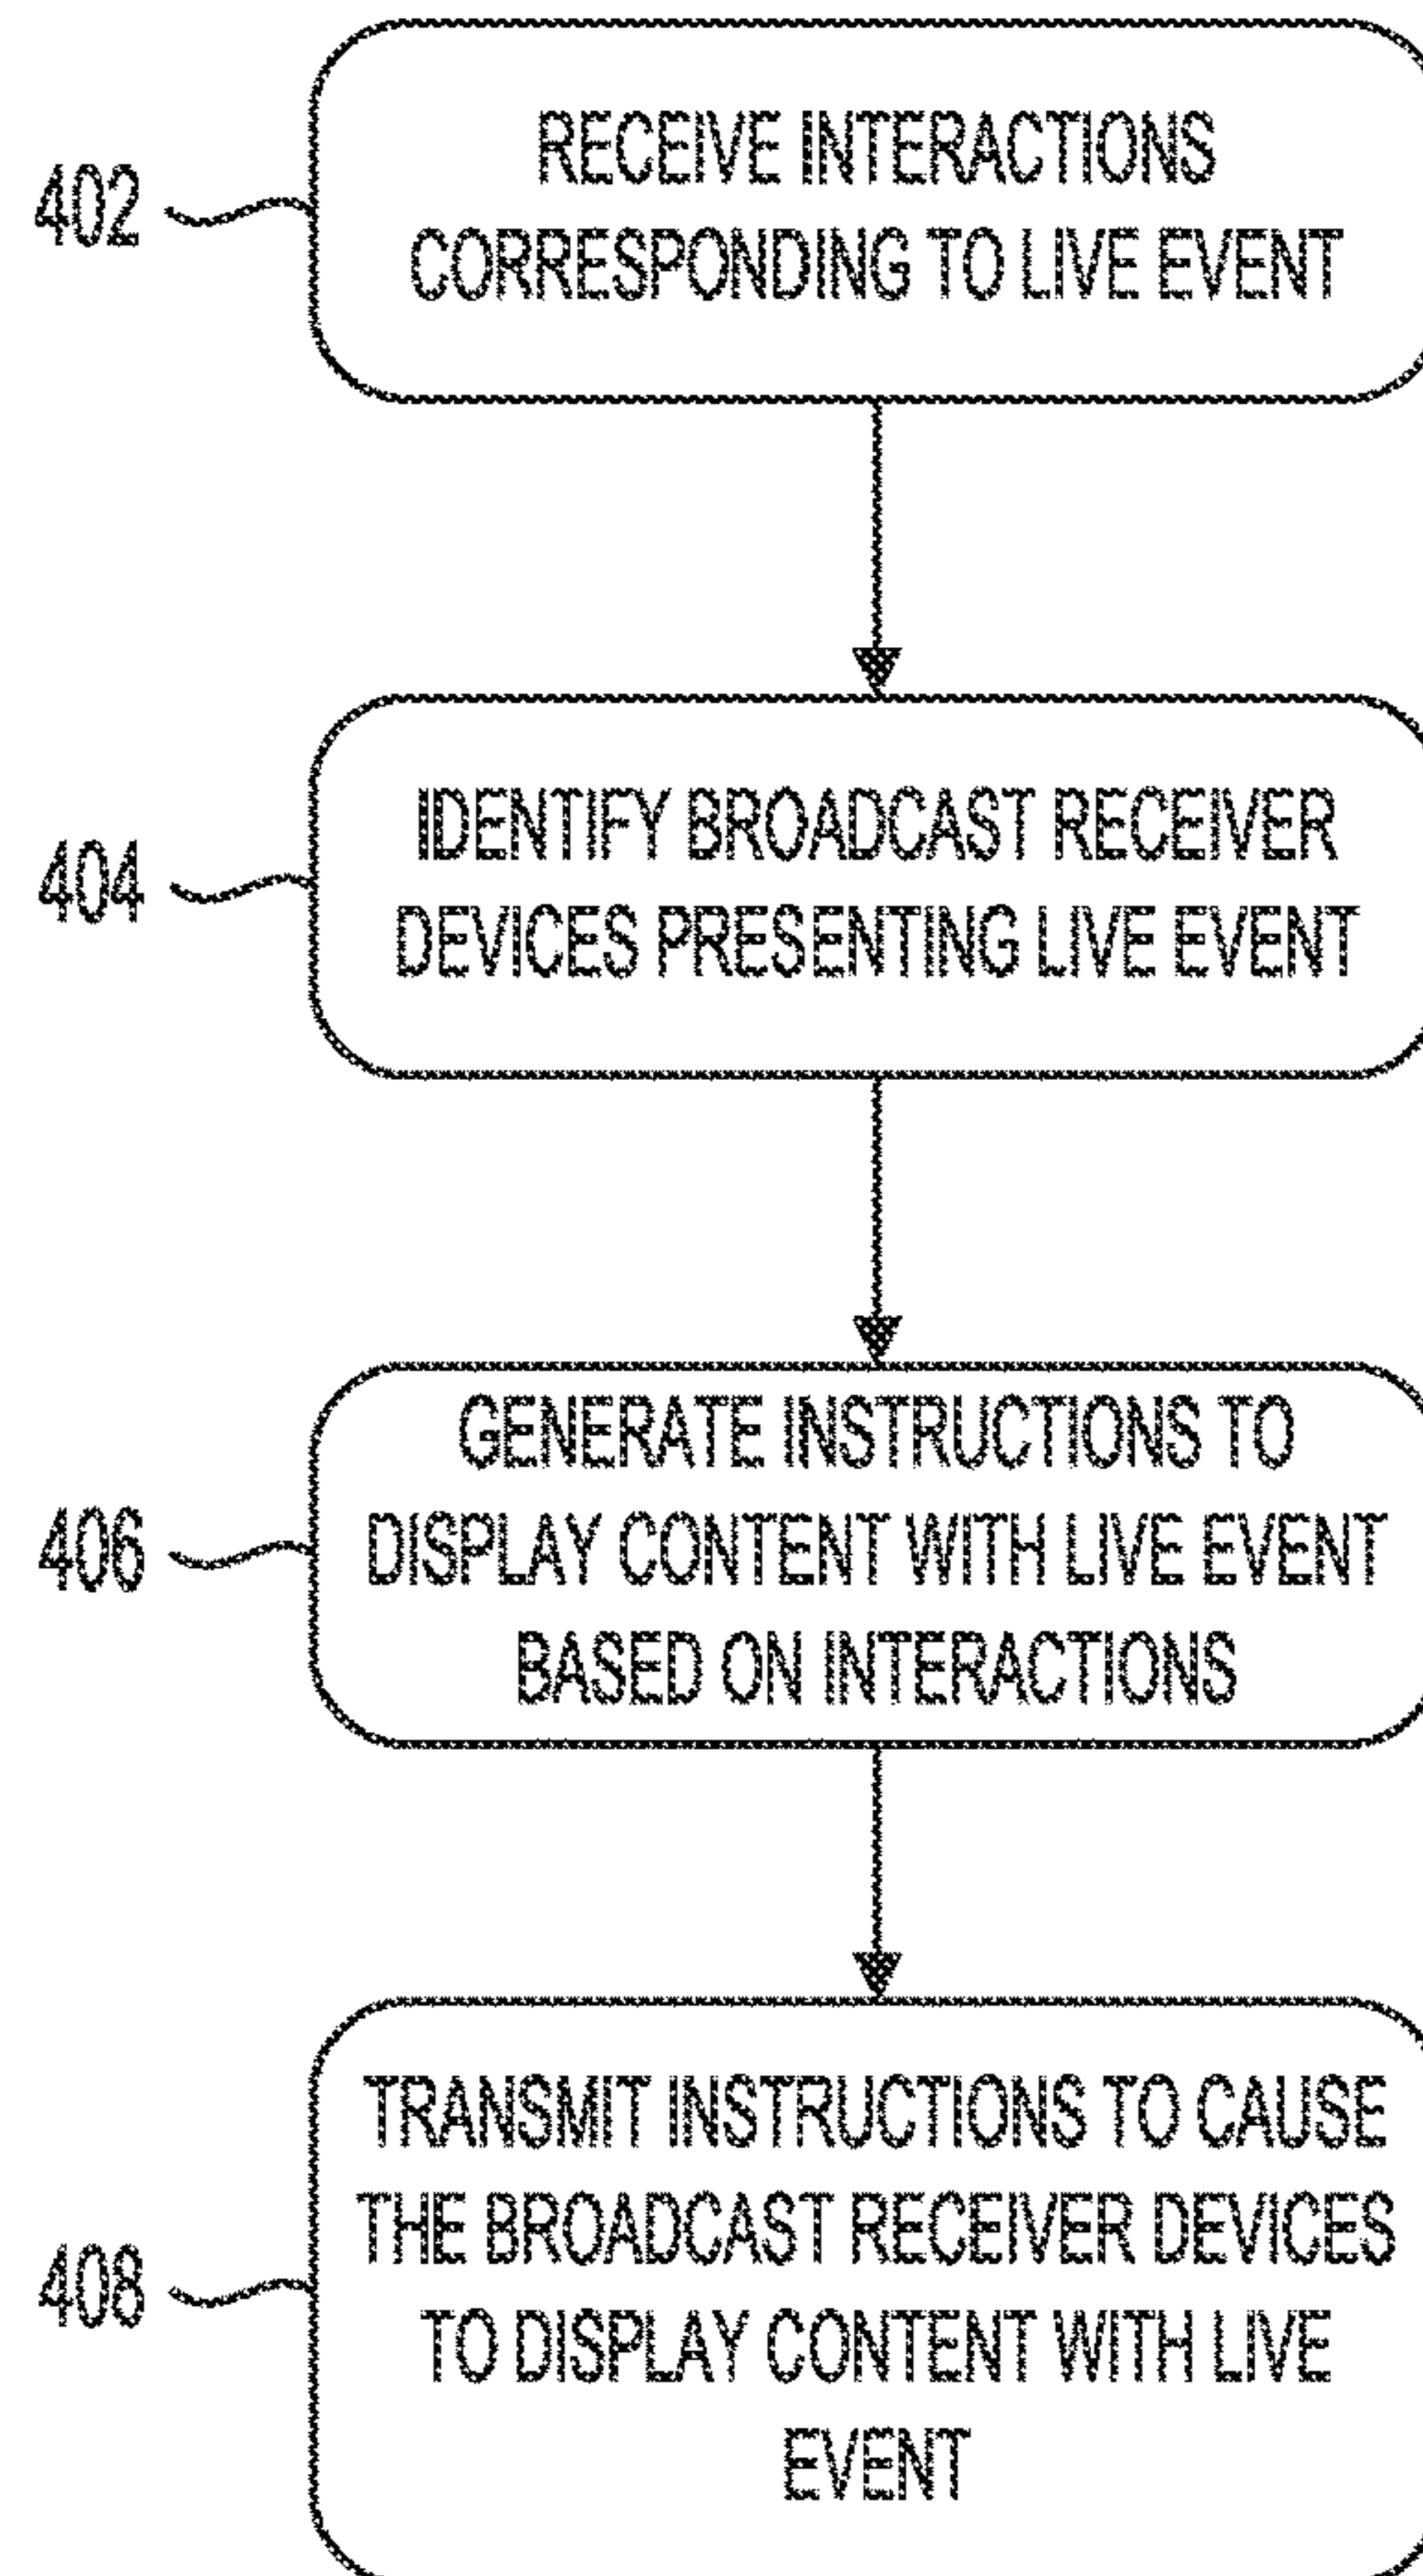 402
RECEIVE INTERACTIONS
CORRESPONDING TO LIVE EVENT
404
IDENTIFY BROADCAST RECEIVER
DEVICES PRESENTING LIVE EVENT
406
GENERATE INSTRUCTIONS TO
DISPLAY CONTENT WITH LIVE EVENT
BASED ON INTERACTIONS
408
TRANSMIT INSTRUCTIONS TO CAUSE
THE BROADCAST RECEIVER DEVICES
TO DISPLAY CONTENT WITH LIVE
EVENT